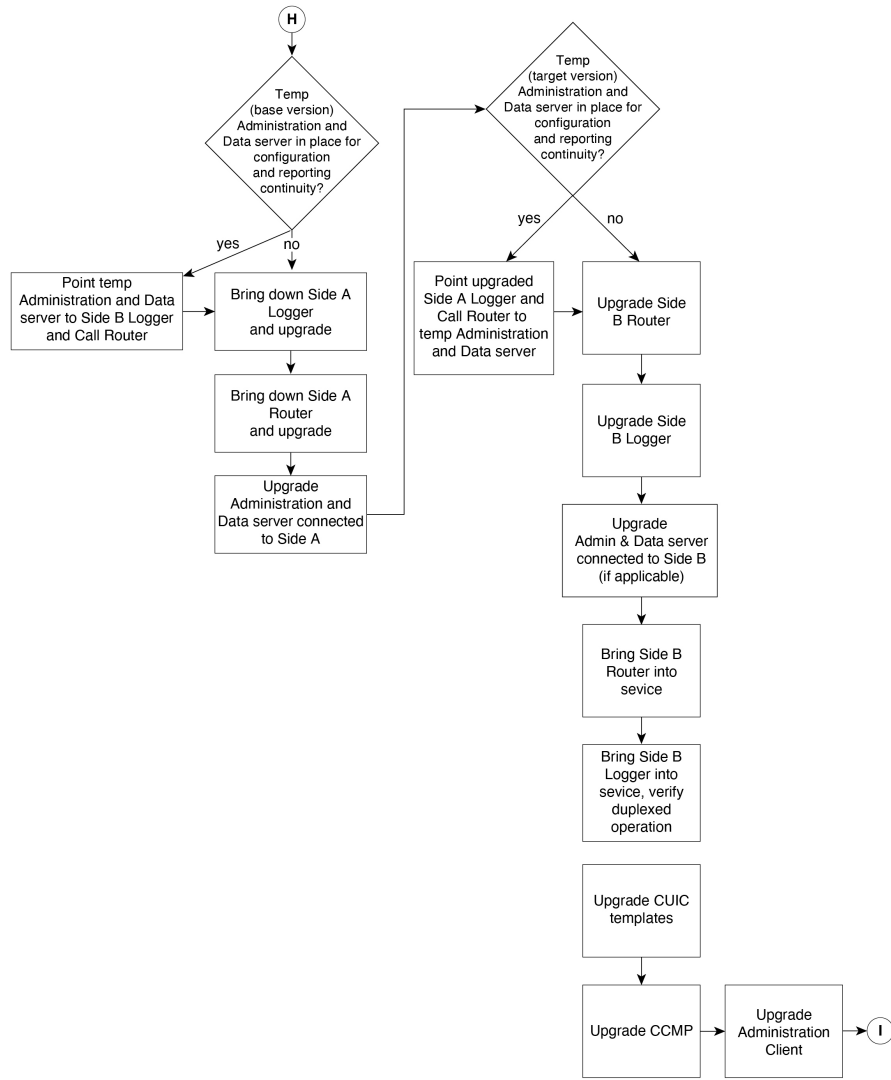 H
Temp
(base version)
Administration and
Data server in place for
configuration
and reporting
continuity?
yes
no
Point temp
Administration and Data
server to Side B Logger
and Call Router
Bring down Side A
Logger
and upgrade
Bring down Side A
Router
and upgrade
Upgrade
Administration and
Data server connected
to Side A
Temp
(target version)
Administration and
Data server in place for
configuration
and reporting
continuity?
yes
no
Point upgraded
Side A Logger and
Call Router to
temp Administration
and Data server
Upgrade Side
B Router
Upgrade Side
B Logger
Upgrade
Admin & Data server
connected to Side B
(if applicable)
Bring Side B
Router into
sevice
Bring Side B
Logger into
sevice, verify
duplexed
operation
Upgrade CUIC
templates
Upgrade CCMP
Upgrade
Administration
Client
I